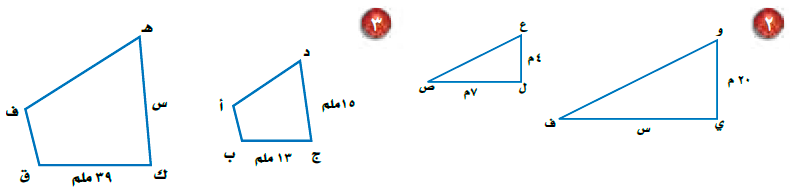 ٢
و
٢٠ م
ي
س
ف
ع
٤م
ل
٧م
ص
٣
د
١٥ملم
أ
ب
١٣ ملم
ج
هـ
س
ف
ق
٣٩ ملم
ك